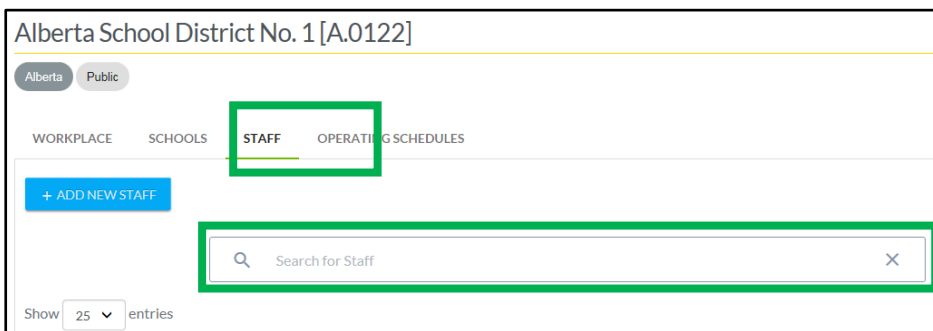 Alberta School District No. 1 [A.0122]
Alberta Public
WORKPLACE SCHOOLS STAFF OPERATING SCHEDULES
+ ADD NEW STAFF
Search for Staff
Show 25 entries